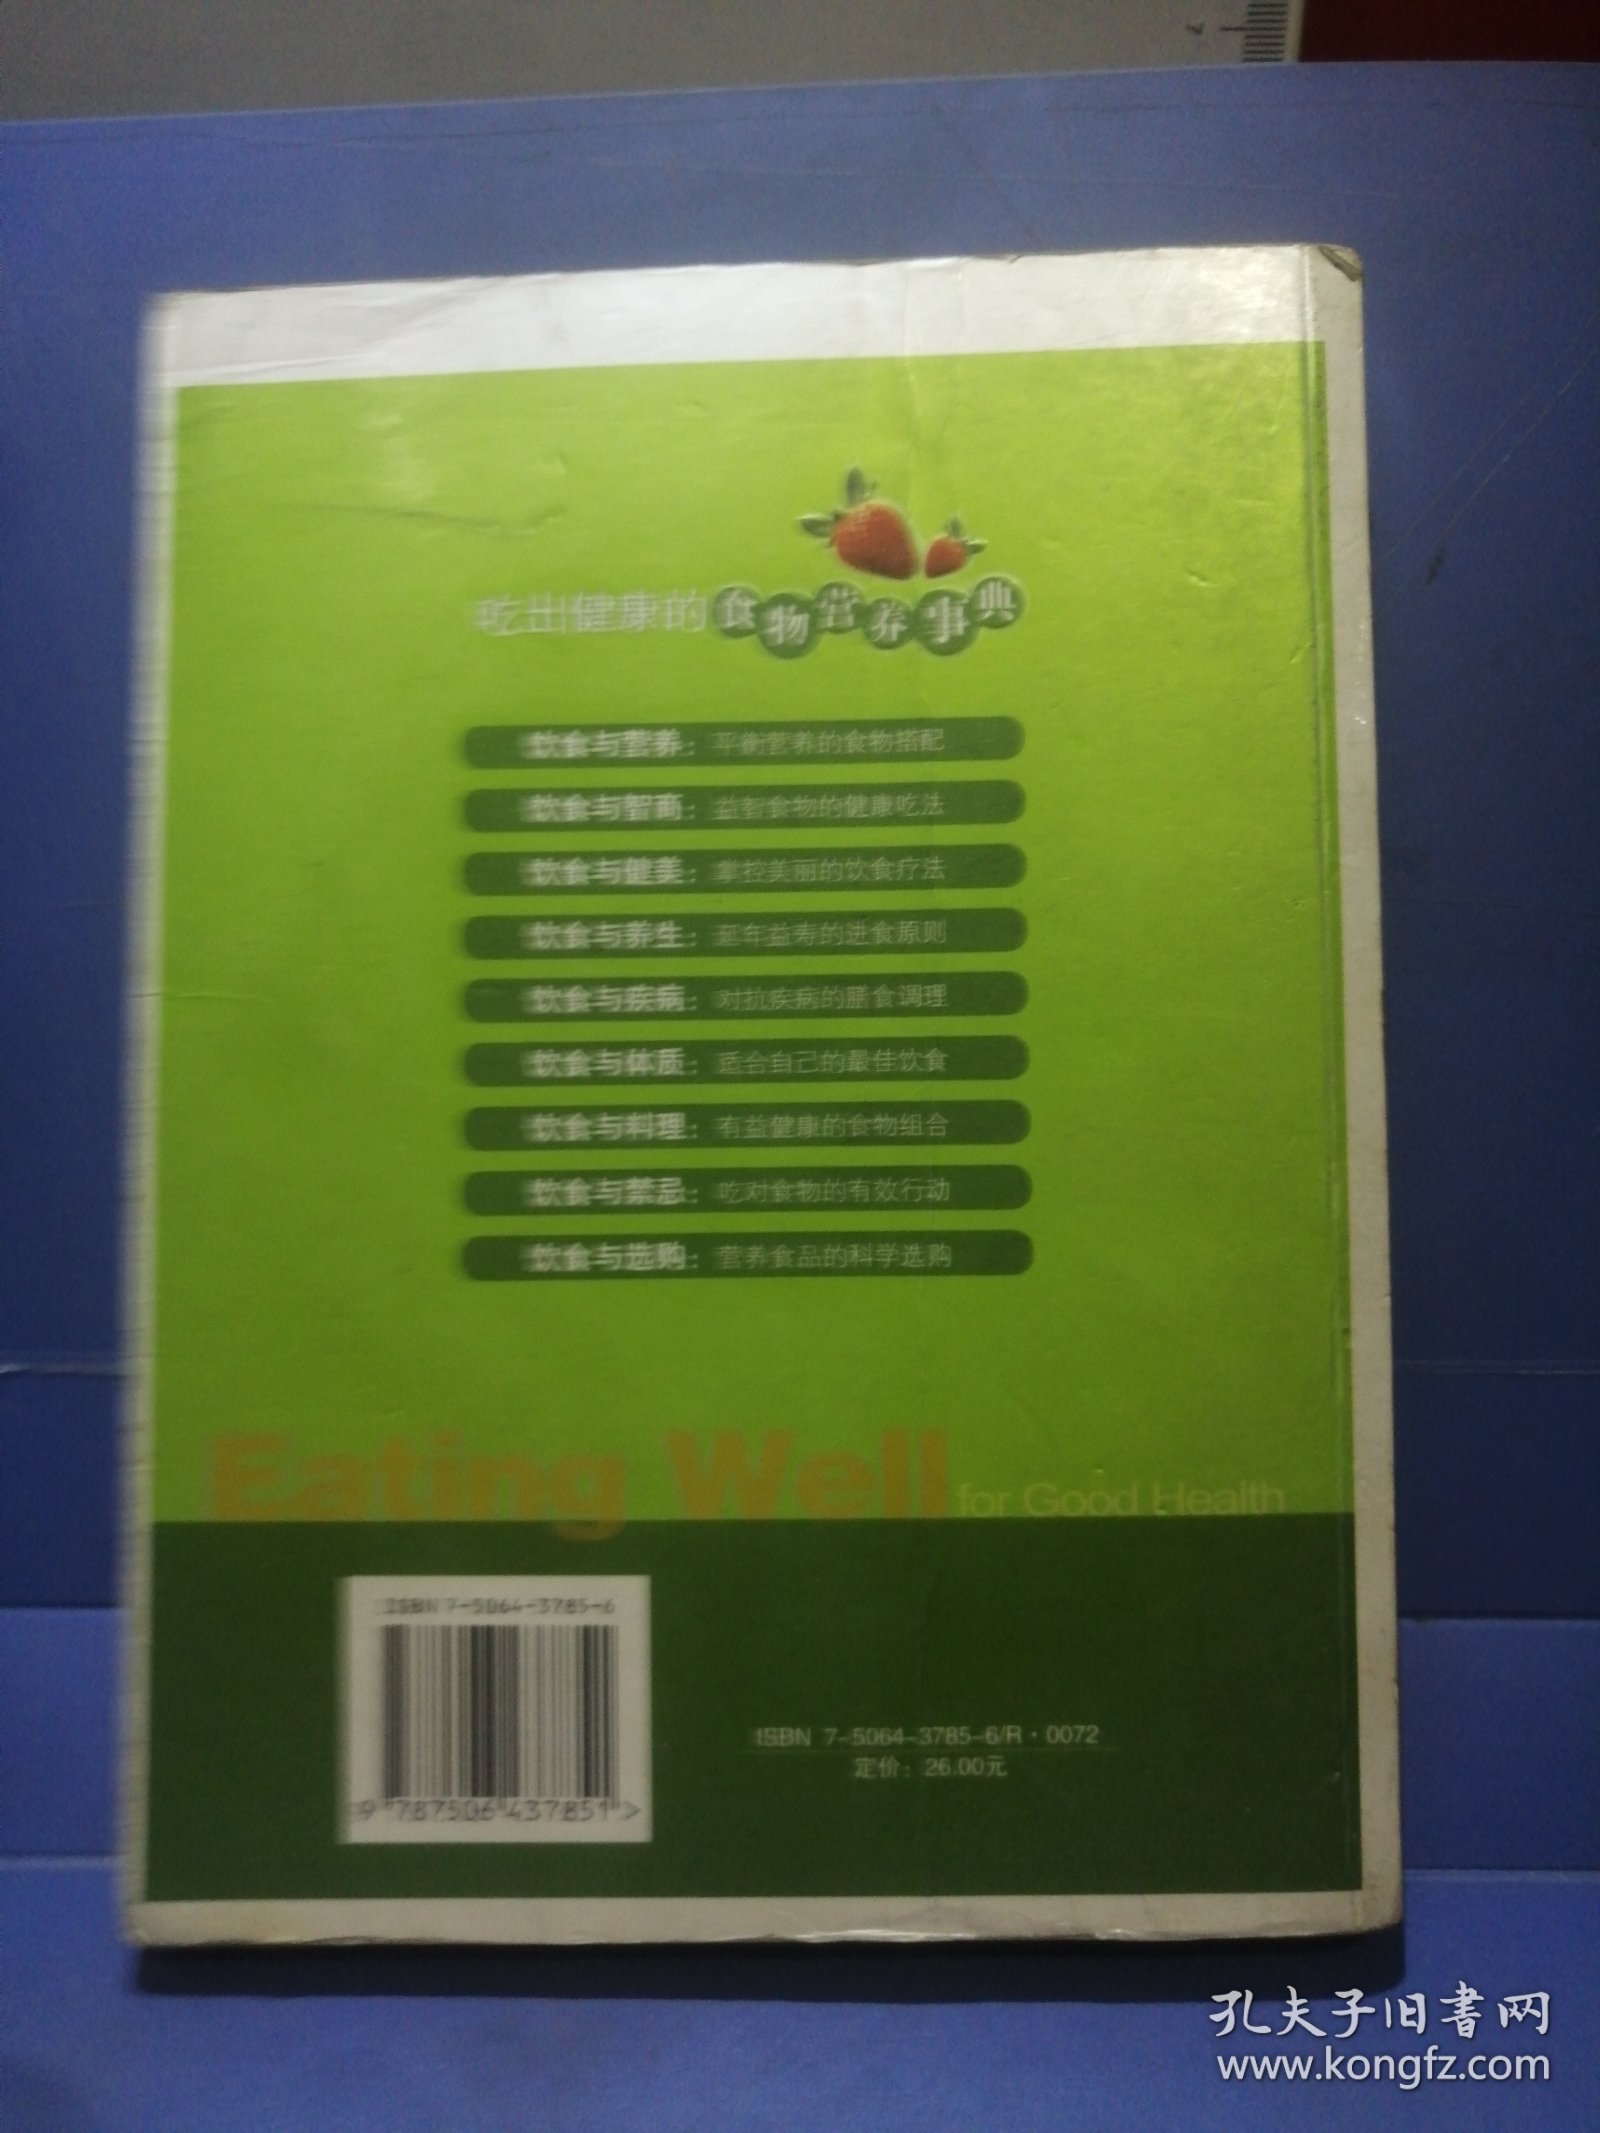 吃出健康的食物营养事典
饮食与营养：平衡营养的食物搭配
饮食与智商：益智食物的健康吃法
饮食与健美：掌控美丽的饮食疗法
饮食与养生：延年益寿的进食原则
饮食与疾病：对抗疾病的膳食调理
饮食与体质：适合自己的最佳饮食
饮食与料理：有益健康的食物组合
饮食与禁忌：吃对食物的有效行动
饮食与选购：营养食品的科学选购
Eating Well for Good Health
ISBN 7-5064-3785-6
9 787506 437851 >
ISBN 7-5064-3785-6/R·0072
定价：26.00元
孔夫子旧书网
www.kongfz.com